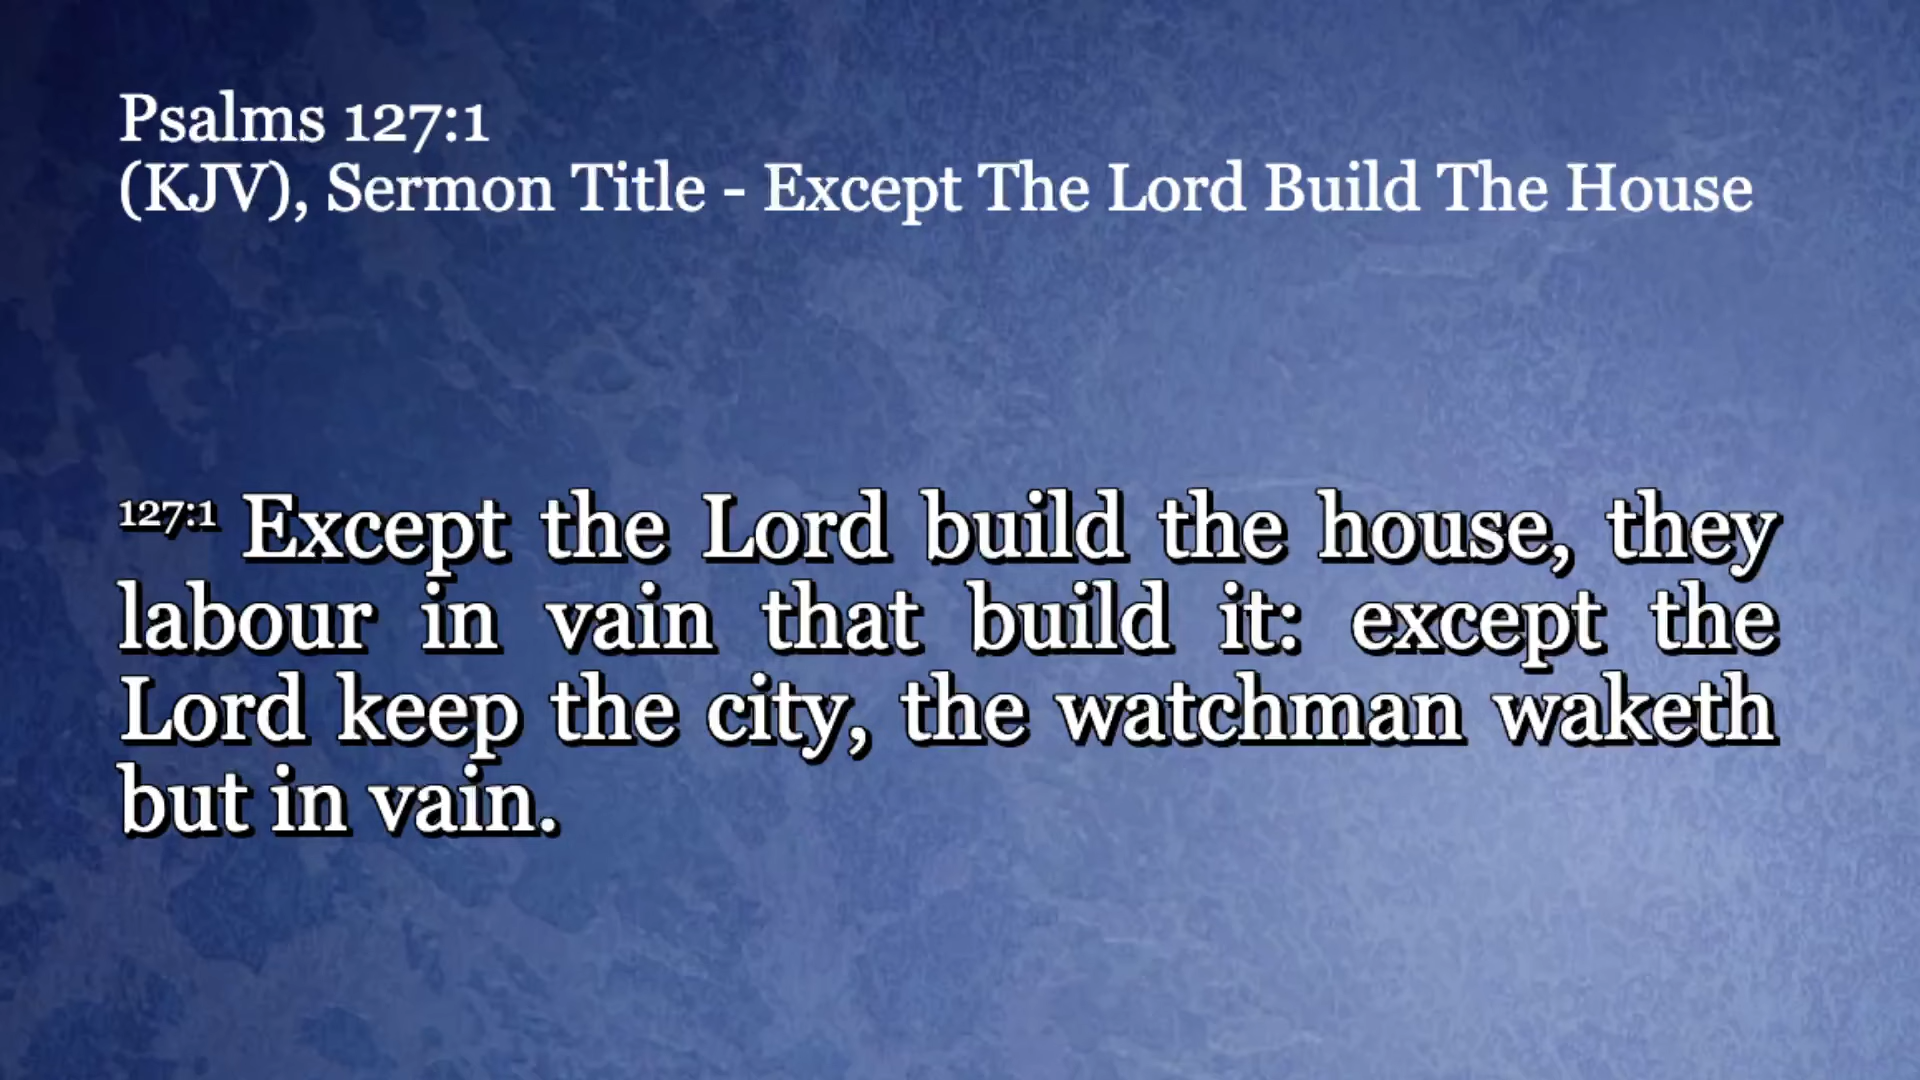 Psalms 127:1
(KJV), Sermon Title - Except The Lord Build The House
127:1 Except the Lord build the house, they
labour in vain that build it: except the
Lord keep the city, the watchman waketh
but in vain.